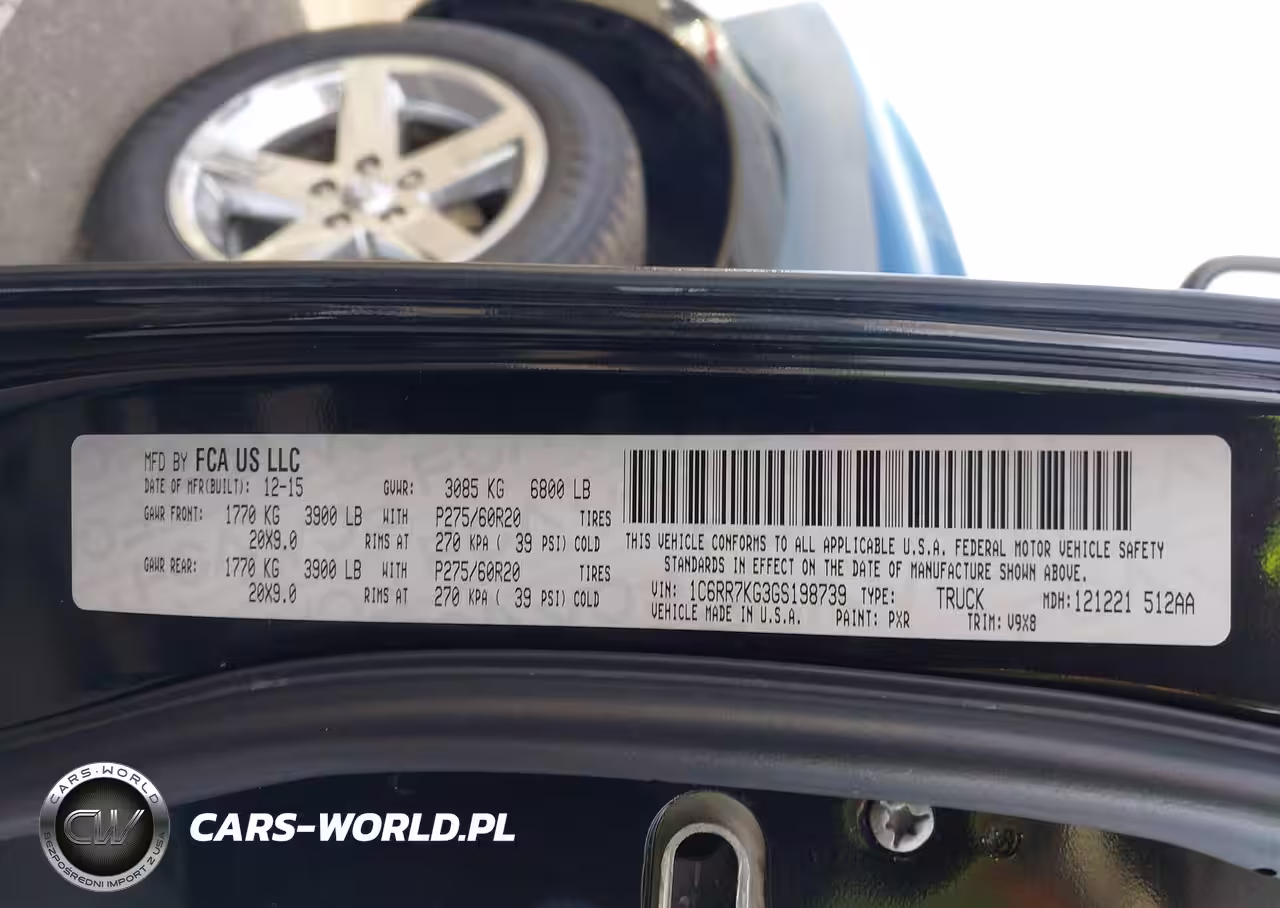 MFD BY FCA US LLC
DATE OF MFR(BUILT): 12-15 GVWR: 3085 KG 6800 LB
GAWR FRONT: 1770 KG 3900 LB WITH P275/60R20 TIRES
20X9.0 RIMS AT 270 KPA ( 39 PSI) COLD
GAWR REAR: 1770 KG 3900 LB WITH P275/60R20 TIRES
20X9.0 RIMS AT 270 KPA ( 39 PSI) COLD
THIS VEHICLE CONFORMS TO ALL APPLICABLE U.S.A. FEDERAL MOTOR VEHICLE SAFETY
STANDARDS IN EFFECT ON THE DATE OF MANUFACTURE SHOWN ABOVE.
VIN: 1C6RR7KG3GS198739 TYPE: TRUCK MDH:121221 512AA
VEHICLE MADE IN U.S.A. PAINT: PXR TRIM: V9X8
CARS-WORLD
CW
BEZPOŚREDNI IMPORT Z USA
CARS-WORLD.PL